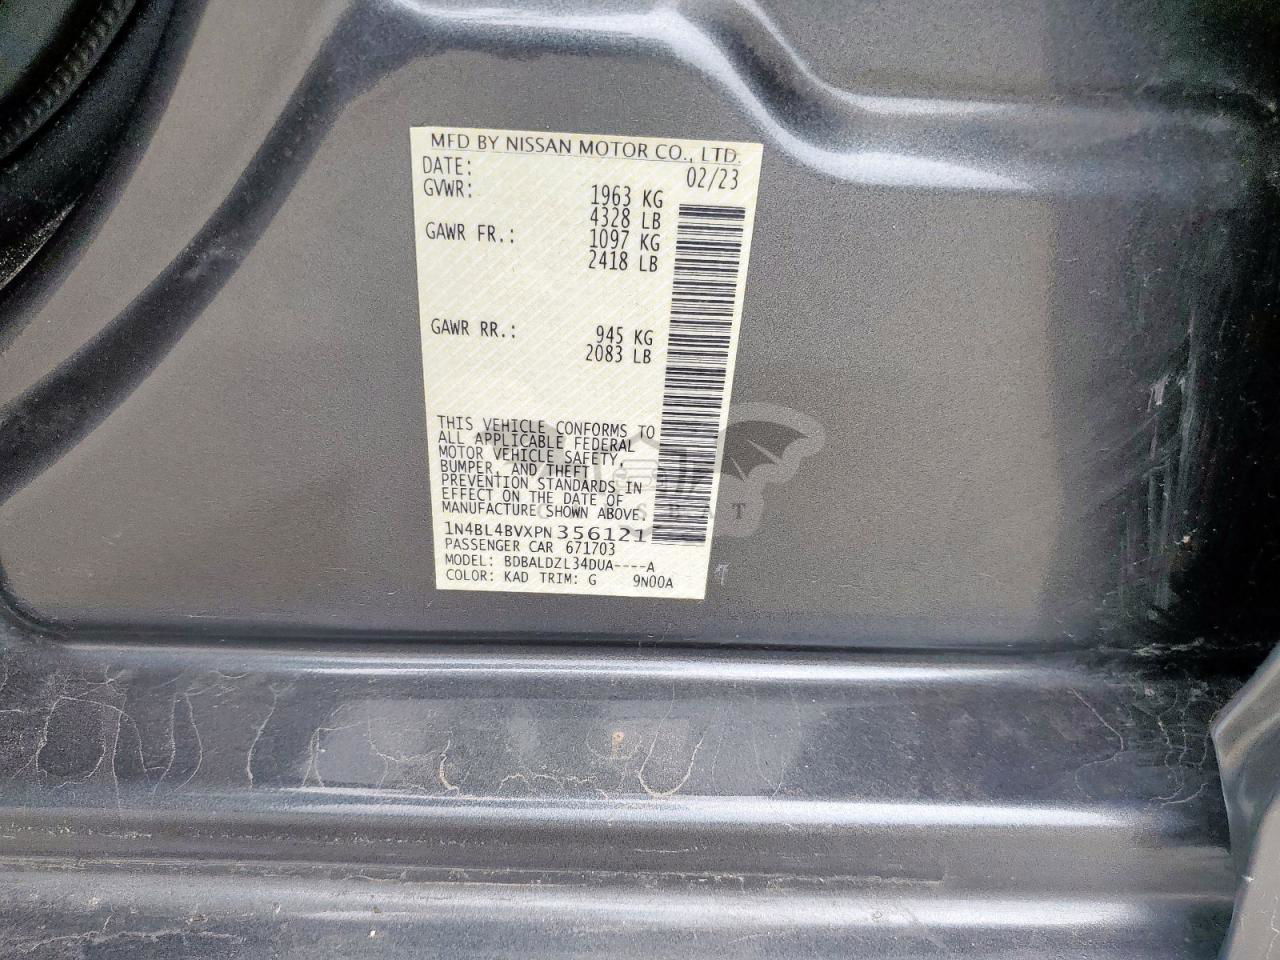 MFD BY NISSAN MOTOR CO., LTD.
DATE: 02/23
GVWR: 1963 KG
4328 LB
GAWR FR.: 1097 KG
2418 LB
GAWR RR.: 945 KG
2083 LB
THIS VEHICLE CONFORMS TO
ALL APPLICABLE FEDERAL
MOTOR VEHICLE SAFETY,
BUMPER, AND THEFT
PREVENTION STANDARDS IN
EFFECT ON THE DATE OF
MANUFACTURE SHOWN ABOVE.
1N4BL4BVXPN356121
PASSENGER CAR 671703
MODEL: BDBALDZL34DUA----A
COLOR: KAD TRIM: G 9N00A